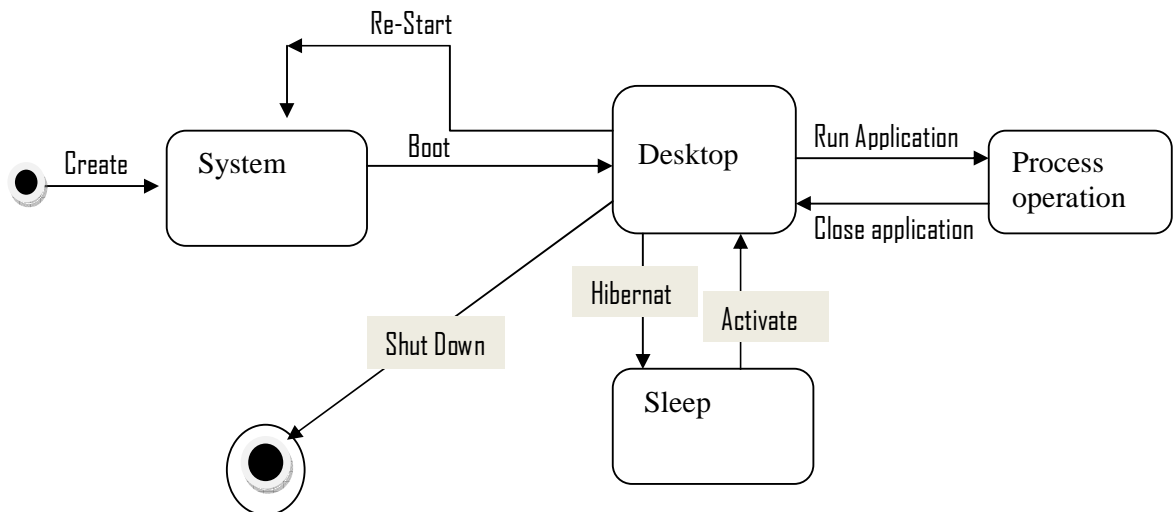 Re-Start
Create
System
Boot
Desktop
Run Application
Process
operation
Close application
Hibernat
Activate
Shut Down
Sleep